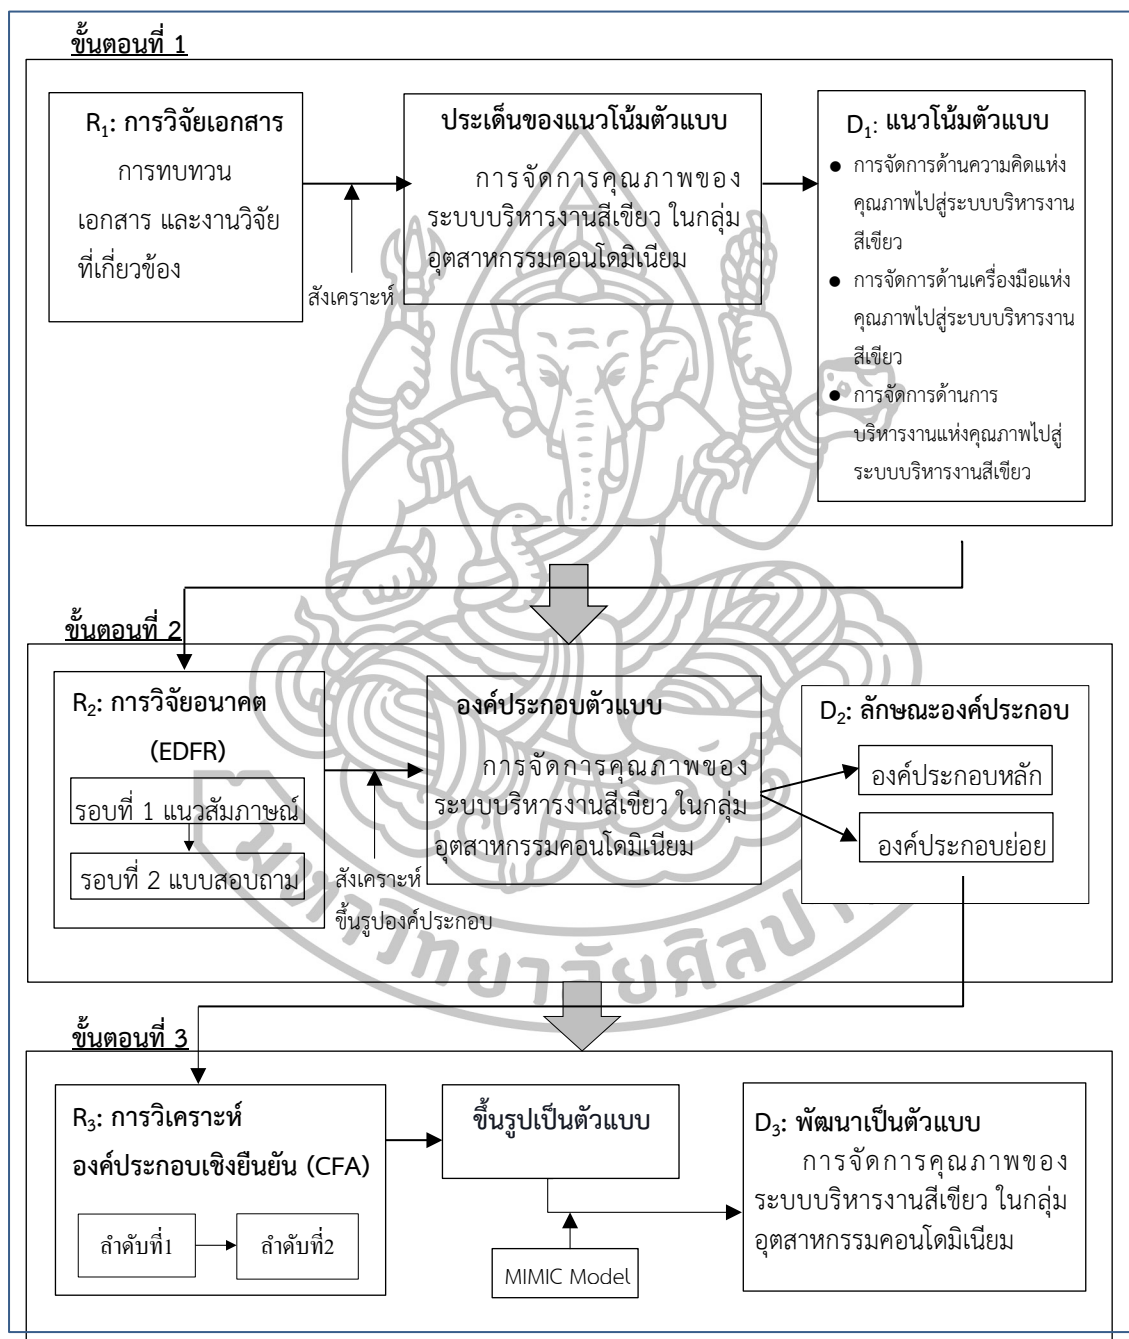 ขั้นตอนที่ 1
R1: การวิจัยเอกสาร
การทบทวน
เอกสาร และงานวิจัย
ที่เกี่ยวข้อง
สังเคราะห์
ประเด็นของแนวโน้มตัวแบบ
การจัดการคุณภาพของ
ระบบบริหารงานสีเขียว ในกลุ่ม
อุตสาหกรรมคอนโดมิเนียม
D1: แนวโน้มตัวแบบ
● การจัดการด้านความคิดแห่ง
คุณภาพไปสู่ระบบบริหารงาน
สีเขียว
● การจัดการด้านเครื่องมือแห่ง
คุณภาพไปสู่ระบบบริหารงาน
สีเขียว
● การจัดการด้านการ
บริหารงานแห่งคุณภาพไปสู่
ระบบบริหารงานสีเขียว
ขั้นตอนที่ 2
R2: การวิจัยอนาคต
(EDFR)
รอบที่ 1 แนวสัมภาษณ์
รอบที่ 2 แบบสอบถาม
สังเคราะห์
ขึ้นรูปองค์ประกอบ
องค์ประกอบตัวแบบ
การจัดการคุณภาพของ
ระบบบริหารงานสีเขียว ในกลุ่ม
อุตสาหกรรมคอนโดมิเนียม
D2: ลักษณะองค์ประกอบ
องค์ประกอบหลัก
องค์ประกอบย่อย
มหาวิทยาลัยศิลปากร
ขั้นตอนที่ 3
R3: การวิเคราะห์
องค์ประกอบเชิงยืนยัน (CFA)
ลำดับที่1
ลำดับที่2
ขึ้นรูปเป็นตัวแบบ
MIMIC Model
D3: พัฒนาเป็นตัวแบบ
การจัดการคุณภาพของ
ระบบบริหารงานสีเขียว ในกลุ่ม
อุตสาหกรรมคอนโดมิเนียม